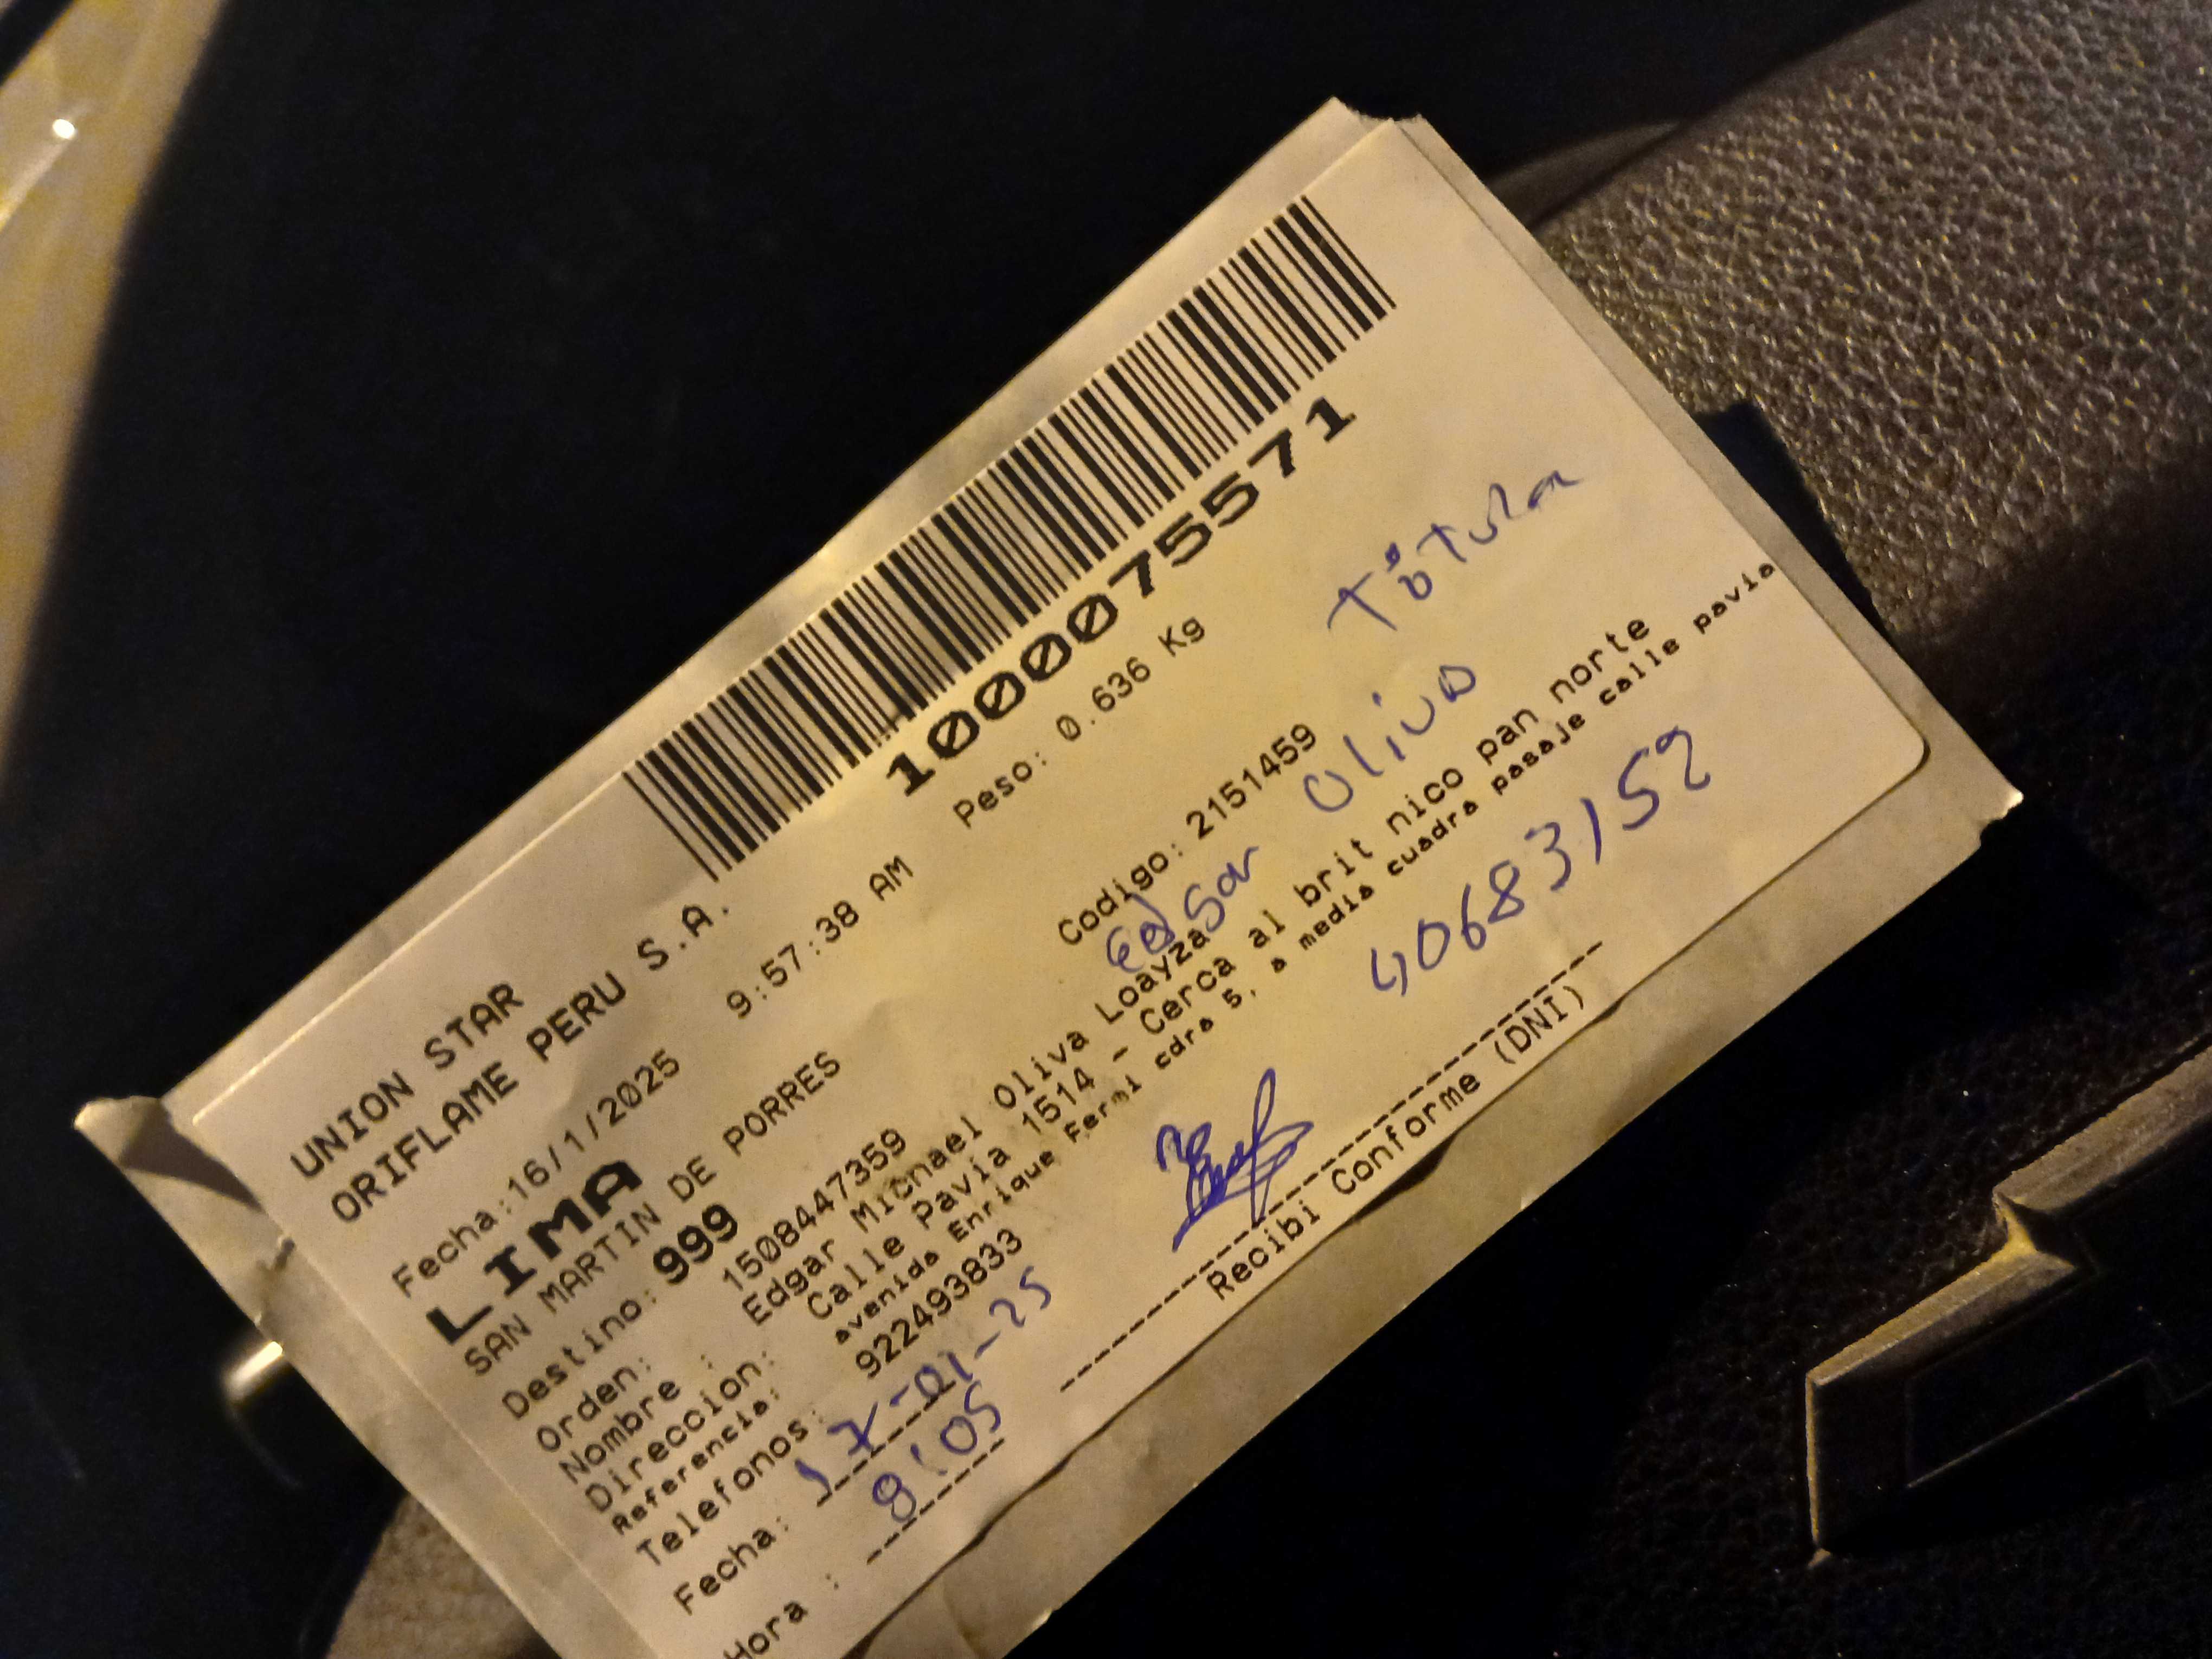 1000075571
UNION STAR
ORIFLAME PERU S.A.
Fecha:16/1/2025 9:57:38 AM Peso: 0.636 Kg
LIMA
SAN MARTIN DE PORRES
Destino: 999
Orden: 1508447359 Codigo: 2151459
Edgar Oliva
Nombre : Edgar Michael Oliva Loayza
Direccion: Calle Pavia 1514 - Cerca al brit nico pan norte
Referencia: avenida Enrique Fermi cdra 5, a media cuadra pasaje calle pavia
Telefonos: 922493833
40683152
Fecha: 17-01-25
Hora : 8:05
Recibi Conforme (DNI)